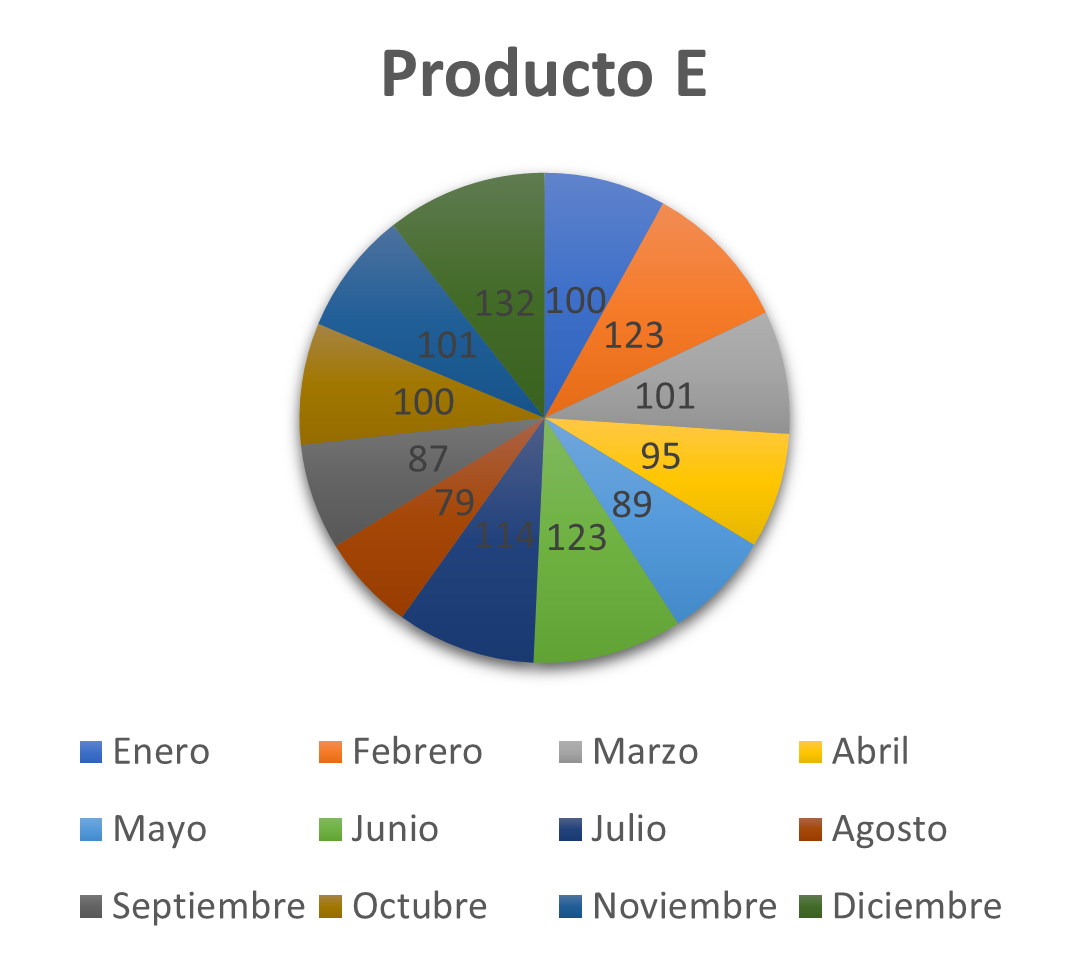 Producto E
132 100
123
101
101
100
95
87
89
79
114 123
Enero Febrero Marzo Abril
Mayo Junio Julio Agosto
Septiembre Octubre Noviembre Diciembre